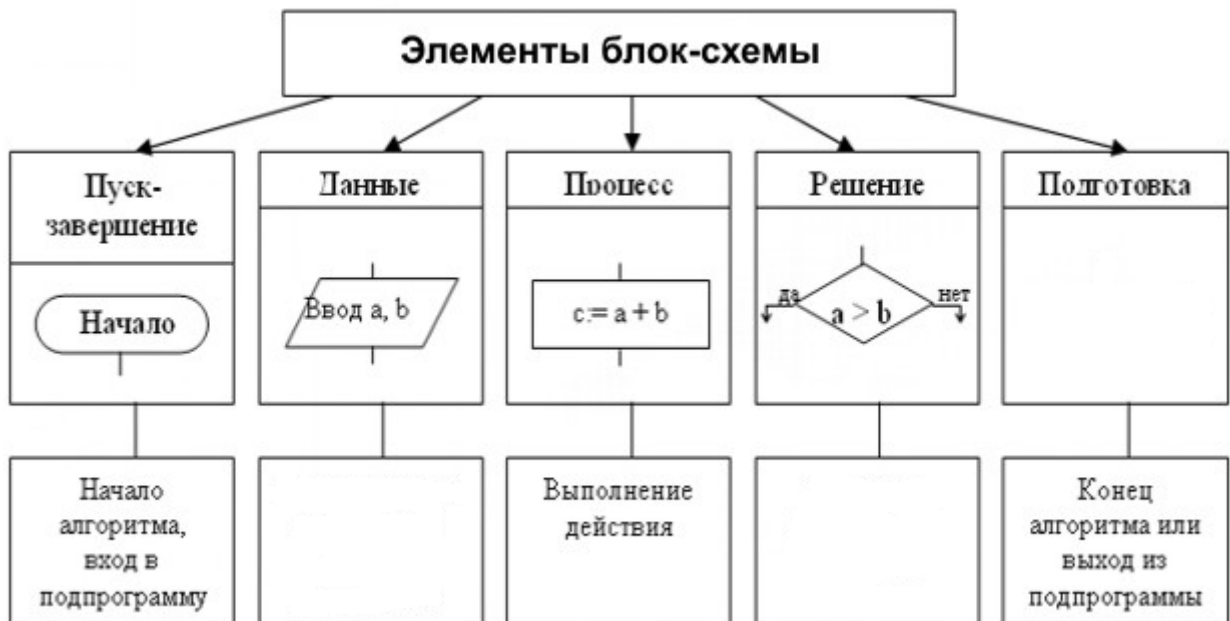 Элементы блок-схемы
Пуск-
завершение
Данные
Процесс
Решение
Подготовка
Начало
Ввод a, b
c:= a + b
да
a > b
нет
Начало
алгоритма,
вход в
подпрограмму
Выполнение
действия
Конец
алгоритма или
выход из
подпрограммы